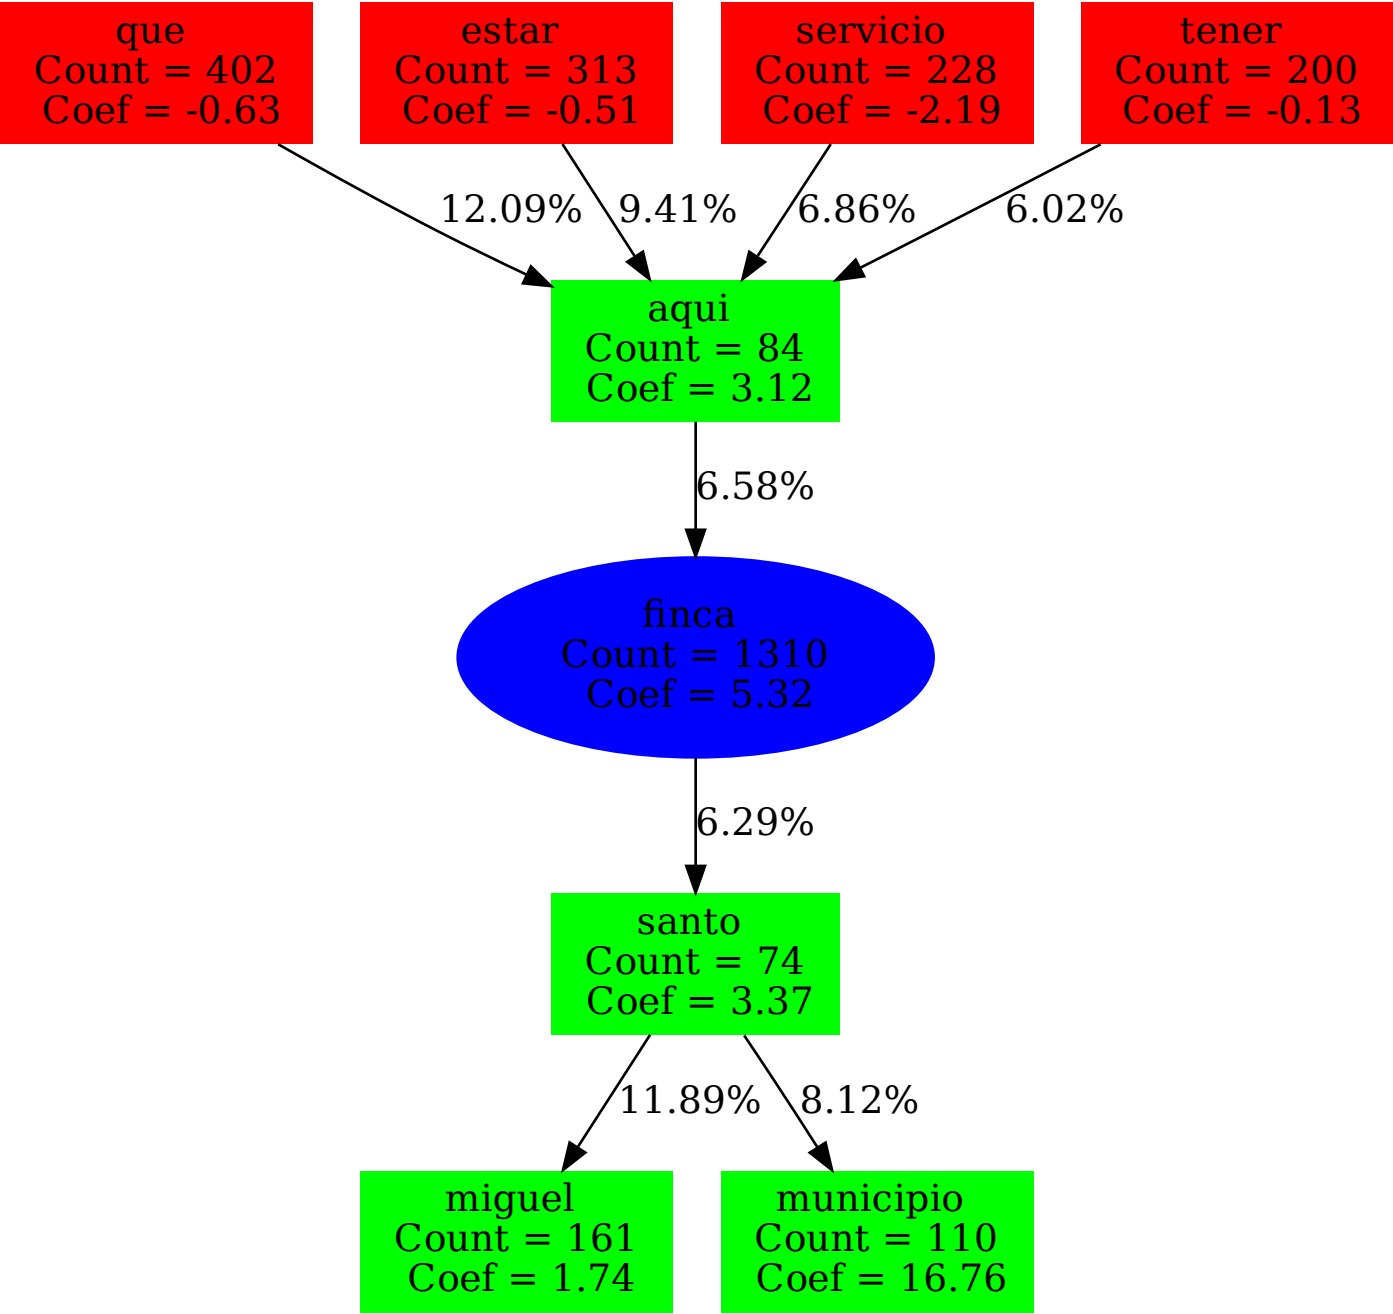 que
Count = 402
Coef = -0.63
estar
Count = 313
Coef = -0.51
servicio
Count = 228
Coef = -2.19
tener
Count = 200
Coef = -0.13
12.09%
9.41%
6.86%
6.02%
aqui
Count = 84
Coef = 3.12
6.58%
finca
Count = 1310
Coef = 5.32
6.29%
santo
Count = 74
Coef = 3.37
11.89%
8.12%
miguel
Count = 161
Coef = 1.74
municipio
Count = 110
Coef = 16.76